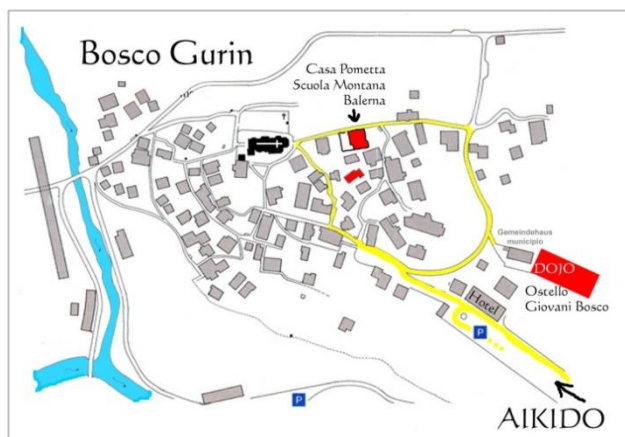 Bosco Gurin
Casa Pometta
Scuola Montana
Balerna
Gemeindehaus
municipio
DOJO
Ostello
Giovani Bosco
Hotel
P
P
AIKIDO